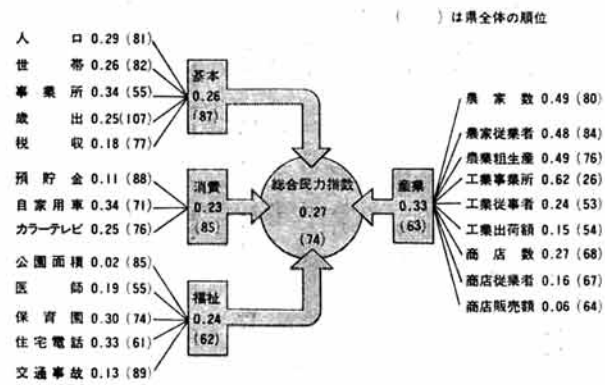 (　　)は県全体の順位
人口 0.29 (81)
世帯 0.26 (82)
事業所 0.34 (55)
歳出 0.25(107)
税収 0.18 (77)
基本
0.26
(87)
預貯金 0.11 (88)
自家用車 0.34 (71)
カラーテレビ 0.25 (76)
消費
0.23
(85)
公園面積 0.02 (85)
医師 0.19 (55)
保育園 0.30 (74)
住宅電話 0.33 (61)
交通事故 0.13 (89)
福祉
0.24
(62)
総合民力指数
0.27
(74)
産業
0.33
(63)
農家数 0.49 (80)
農家従業者 0.48 (84)
農業粗生産 0.49 (76)
工業事業所 0.62 (26)
工業従事者 0.24 (53)
工業出荷額 0.15 (54)
商店数 0.27 (68)
商店従業者 0.16 (67)
商店販売額 0.06 (64)